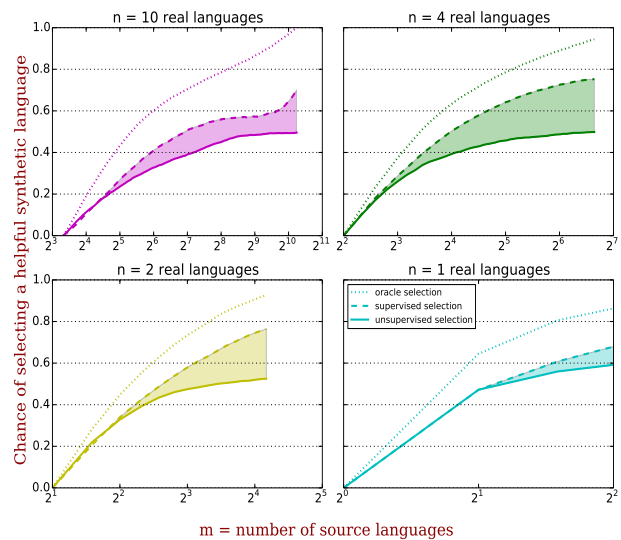 Chance of selecting a helpful synthetic language
n = 10 real languages
1.0
0.8
0.6
0.4
0.2
0.0
2^3 2^4 2^5 2^6 2^7 2^8 2^9 2^10 2^11
n = 4 real languages
2^2 2^3 2^4 2^5 2^6 2^7
n = 2 real languages
1.0
0.8
0.6
0.4
0.2
0.0
2^1 2^2 2^3 2^4 2^5
n = 1 real languages
oracle selection
supervised selection
unsupervised selection
2^0 2^1 2^2
m = number of source languages